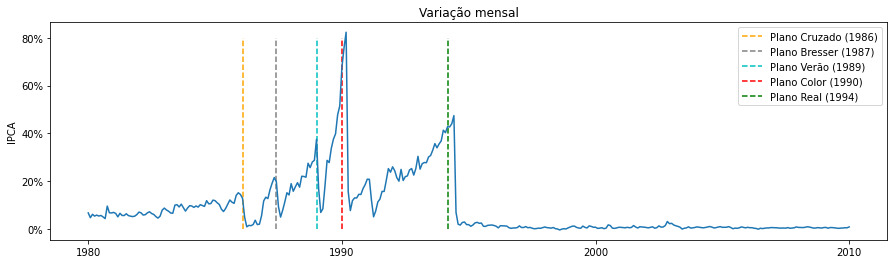 Variação mensal
80%
60%
40%
20%
0%
IPCA
Plano Cruzado (1986)
Plano Bresser (1987)
Plano Verão (1989)
Plano Color (1990)
Plano Real (1994)
1980
1990
2000
2010